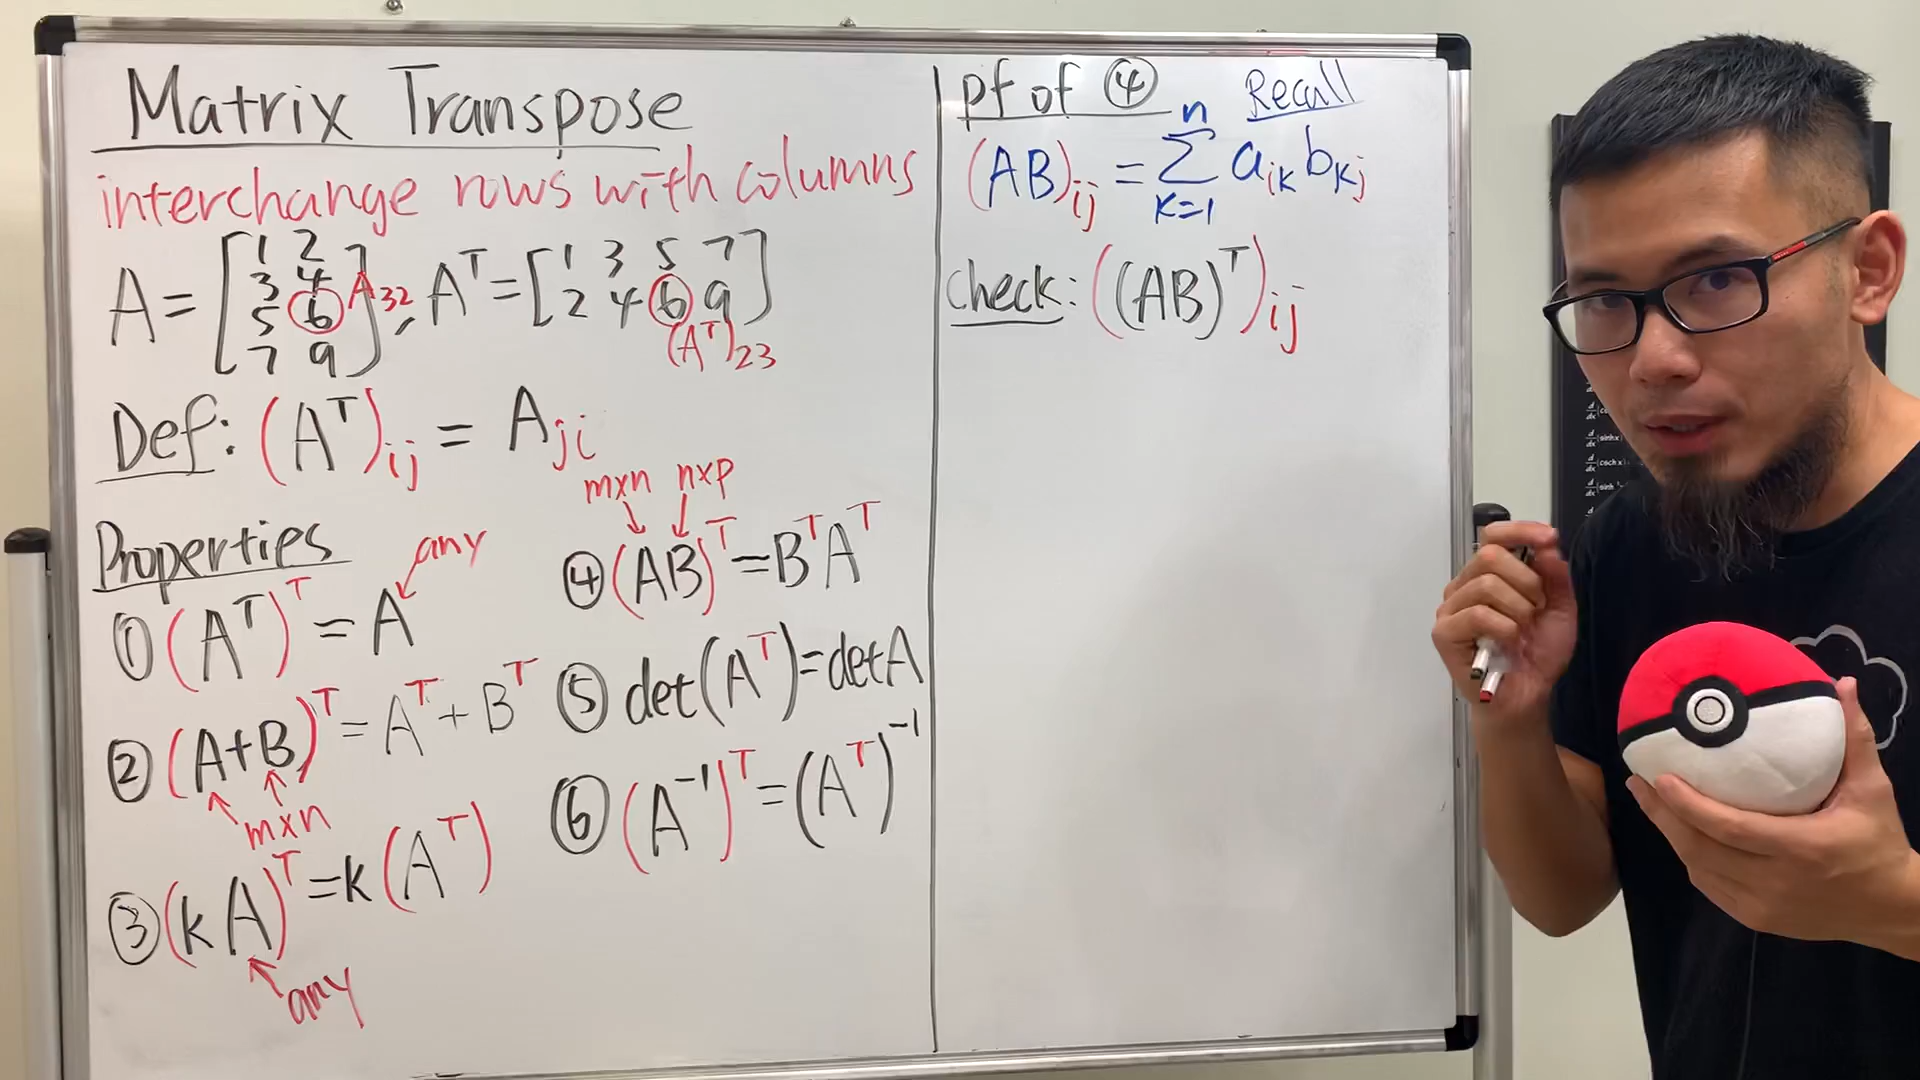 Matrix Transpose
interchange rows with columns
A = [1 2
3 4
5 6
7 9], A^T = [1 3 5 7
2 4 6 9]
A_32
(A^T)_23
Def: (A^T)_ij = A_ji
Properties
any
① (A^T)^T = A
② (A+B)^T = A^T + B^T
m×n
③ (kA)^T = k(A^T)
any
m×n n×p
④ (AB)^T = B^T A^T
⑤ det(A^T) = det A
⑥ (A^-1)^T = (A^T)^-1
pf of ④ Recall
(AB)_ij = Σ_{k=1}^{n} a_ik b_kj
check: ((AB)^T)_ij